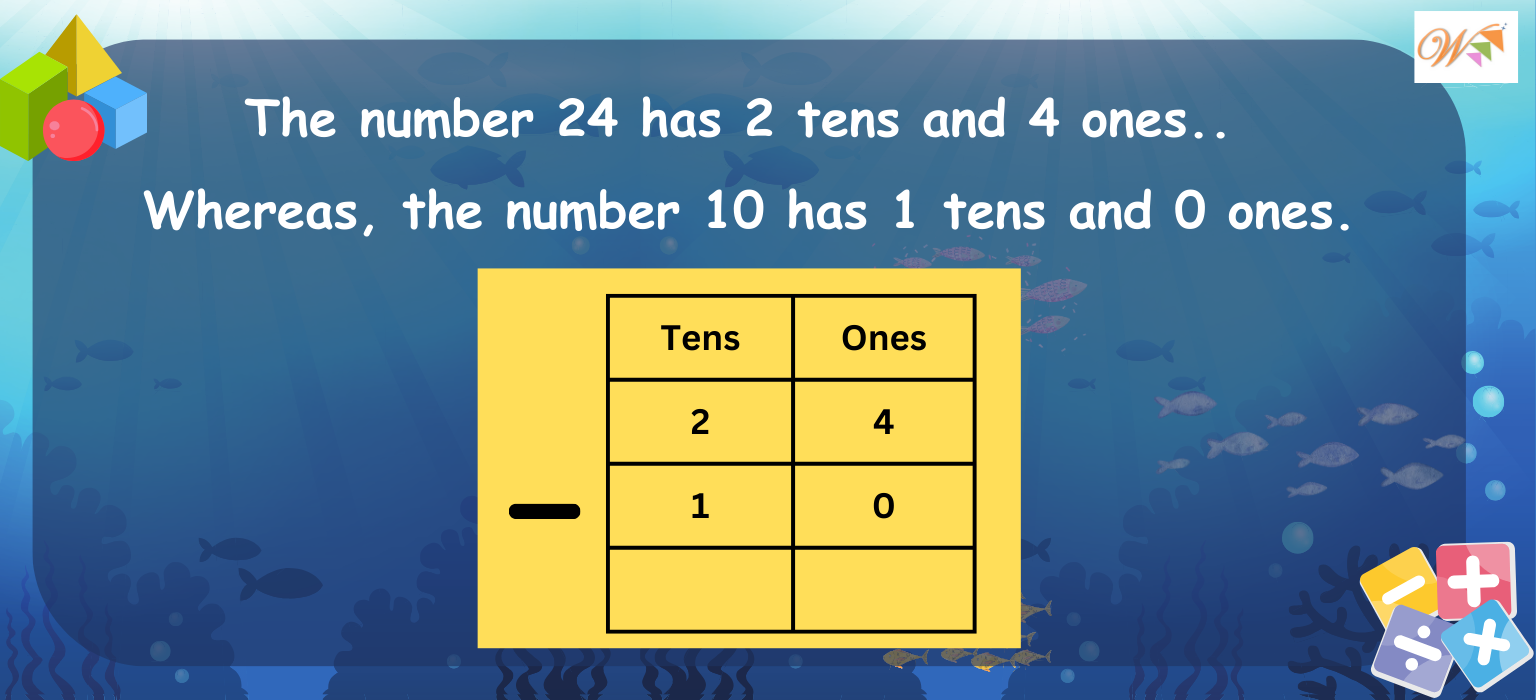 The number 24 has 2 tens and 4 ones..
Whereas, the number 10 has 1 tens and 0 ones.
Tens Ones
2 4
1 0
W